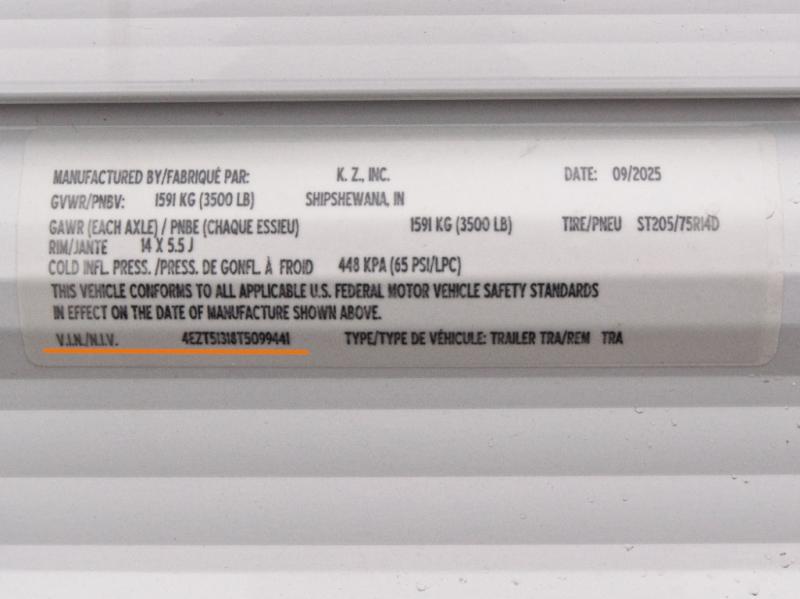 MANUFACTURED BY/FABRIQUÉ PAR: K. Z., INC. DATE: 09/2025
GVWR/PNBV: 1591 KG (3500 LB) SHIPSHEWANA, IN
GAWR (EACH AXLE) / PNBE (CHAQUE ESSIEU) 1591 KG (3500 LB) TIRE/PNEU ST205/75R14D
RIM/JANTE 14 X 5.5 J
COLD INFL. PRESS. /PRESS. DE GONFL. À FROID 448 KPA (65 PSI/LPC)
THIS VEHICLE CONFORMS TO ALL APPLICABLE U.S. FEDERAL MOTOR VEHICLE SAFETY STANDARDS
IN EFFECT ON THE DATE OF MANUFACTURE SHOWN ABOVE.
V.I.N./N.I.V. 4EZT51318T5099441 TYPE/TYPE DE VÉHICULE: TRAILER TRA/REM TRA